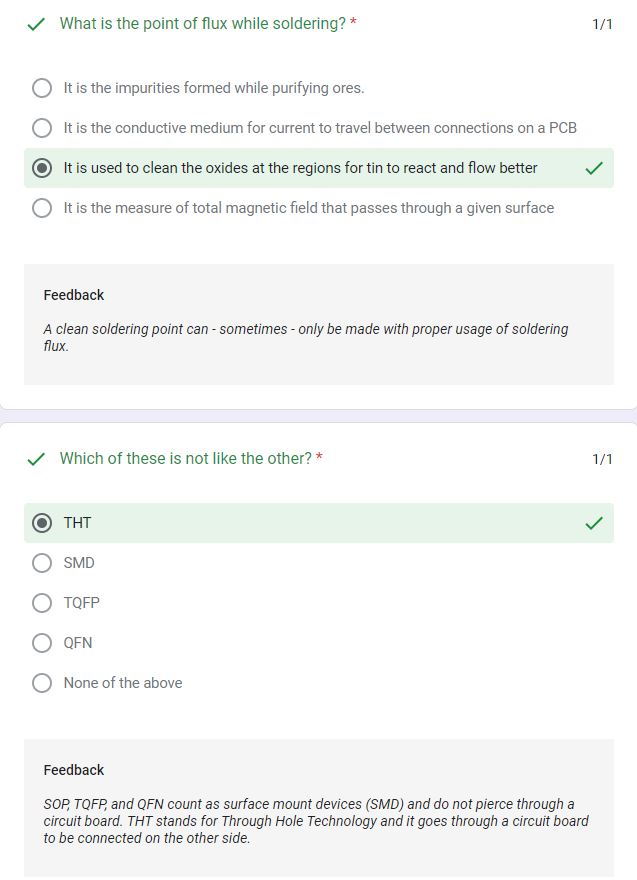 What is the point of flux while soldering? *
1/1
It is the impurities formed while purifying ores.
It is the conductive medium for current to travel between connections on a PCB
It is used to clean the oxides at the regions for tin to react and flow better
It is the measure of total magnetic field that passes through a given surface
Feedback
A clean soldering point can - sometimes - only be made with proper usage of soldering
flux.
Which of these is not like the other? *
1/1
THT
SMD
TQFP
QFN
None of the above
Feedback
SOP, TQFP, and QFN count as surface mount devices (SMD) and do not pierce through a
circuit board. THT stands for Through Hole Technology and it goes through a circuit board
to be connected on the other side.